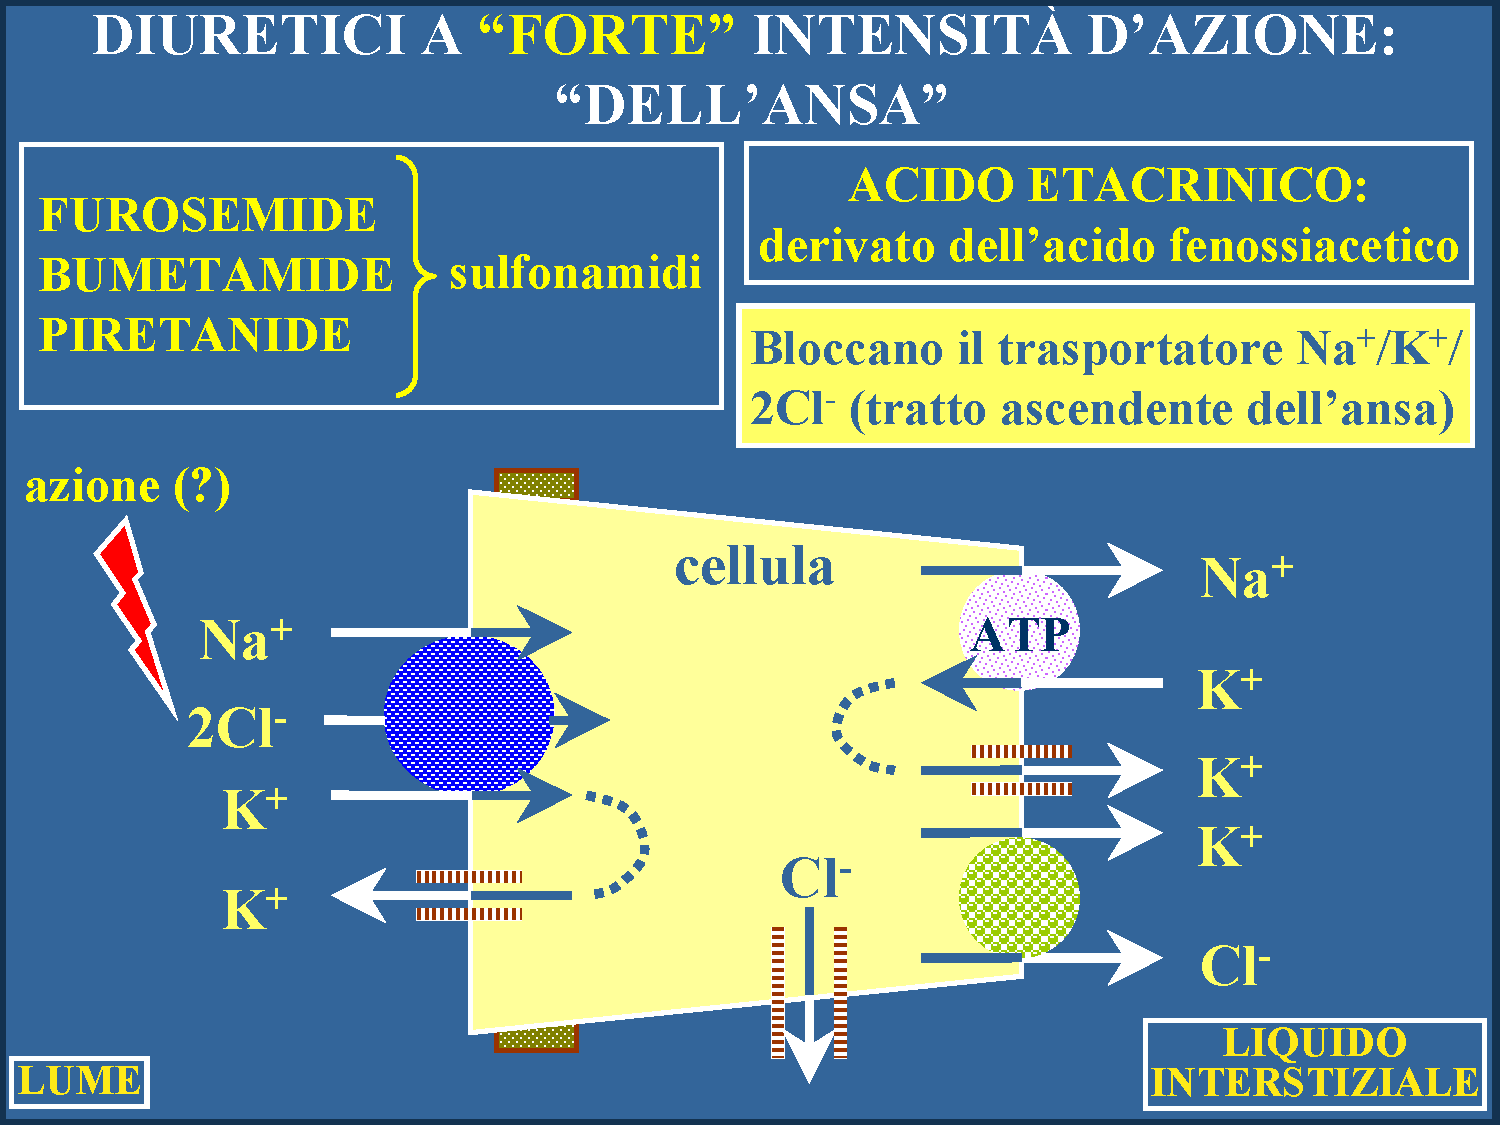 DIURETICI A “FORTE” INTENSITÀ D’AZIONE:
“DELL’ANSA”
FUROSEMIDE
BUMETAMIDE
PIRETANIDE
sulfonamidi
ACIDO ETACRINICO:
derivato dell’acido fenossiacetico
Bloccano il trasportatore Na⁺/K⁺/
2Cl⁻ (tratto ascendente dell’ansa)
azione (?)
cellula
Na⁺
2Cl⁻
K⁺
K⁺
ATP
Cl⁻
Na⁺
K⁺
K⁺
K⁺
Cl⁻
LUME
LIQUIDO
INTERSTIZIALE